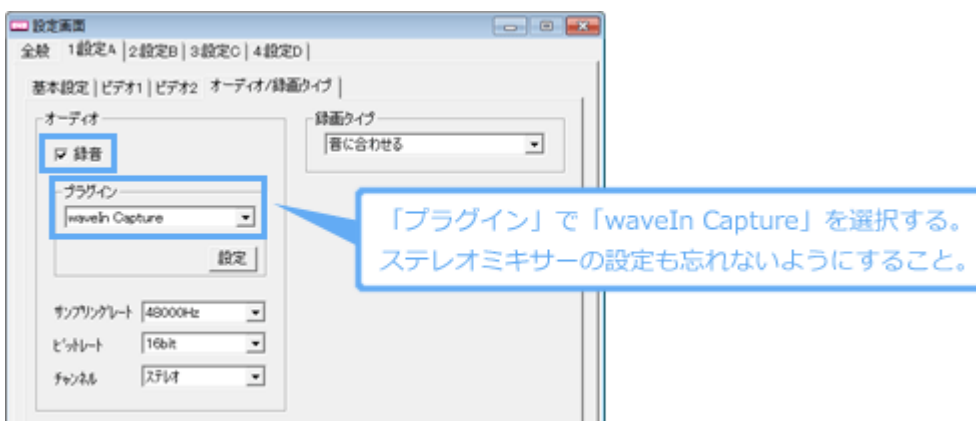 設定画面
全般 1設定A 2設定B 3設定C 4設定D
基本設定 ビデオ1 ビデオ2 オーディオ/録画タイプ
オーディオ
録音
プラグイン
waveIn Capture
設定
サンプリングレート 48000Hz
ビットレート 16bit
チャンネル ステレオ
録画タイプ
音に合わせる
「プラグイン」で「waveIn Capture」を選択する。
ステレオミキサーの設定も忘れないようにすること。